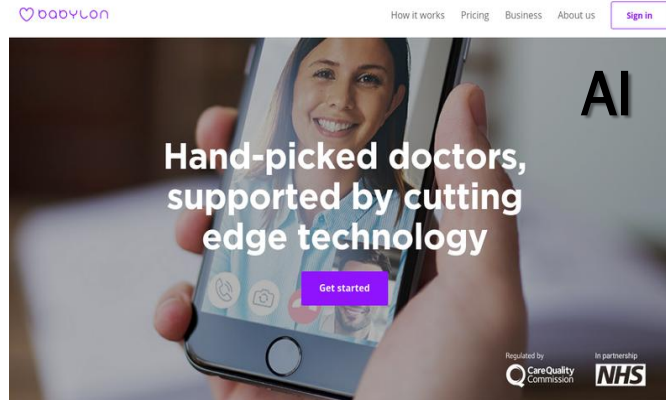 babylon
How it works Pricing Business About us Sign in
AI
Hand-picked doctors,
supported by cutting
edge technology
Get started
Regulated by In partnership
CareQuality
Commission
NHS